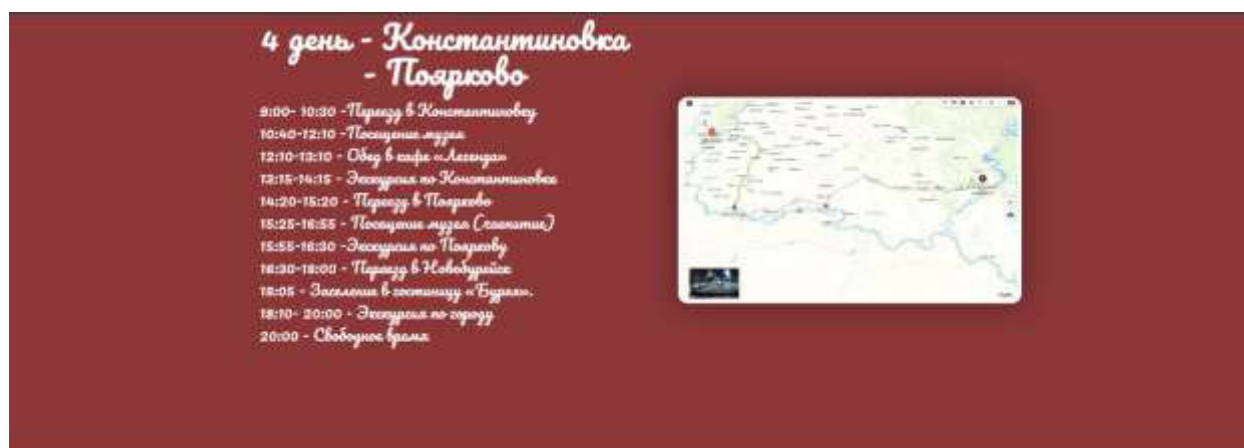 4 день - Константиновка
- Поярково
9:00- 10:30 -Переезд в Константиновку
10:40-12:10 -Посещение музея
12:10-13:10 - Обед в кафе «Легенда»
13:15-14:15 - Экскурсия по Константиновке
14:20-15:20 - Переезд в Поярково
15:25-16:55 - Посещение музея (чаепитие)
15:55-16:30 -Экскурсия по Пояркову
16:30-18:00 - Переезд в Новобурейск
18:05 - Заселение в гостиницу «Бурея».
18:10- 20:00 - Экскурсия по городу
20:00 - Свободное время